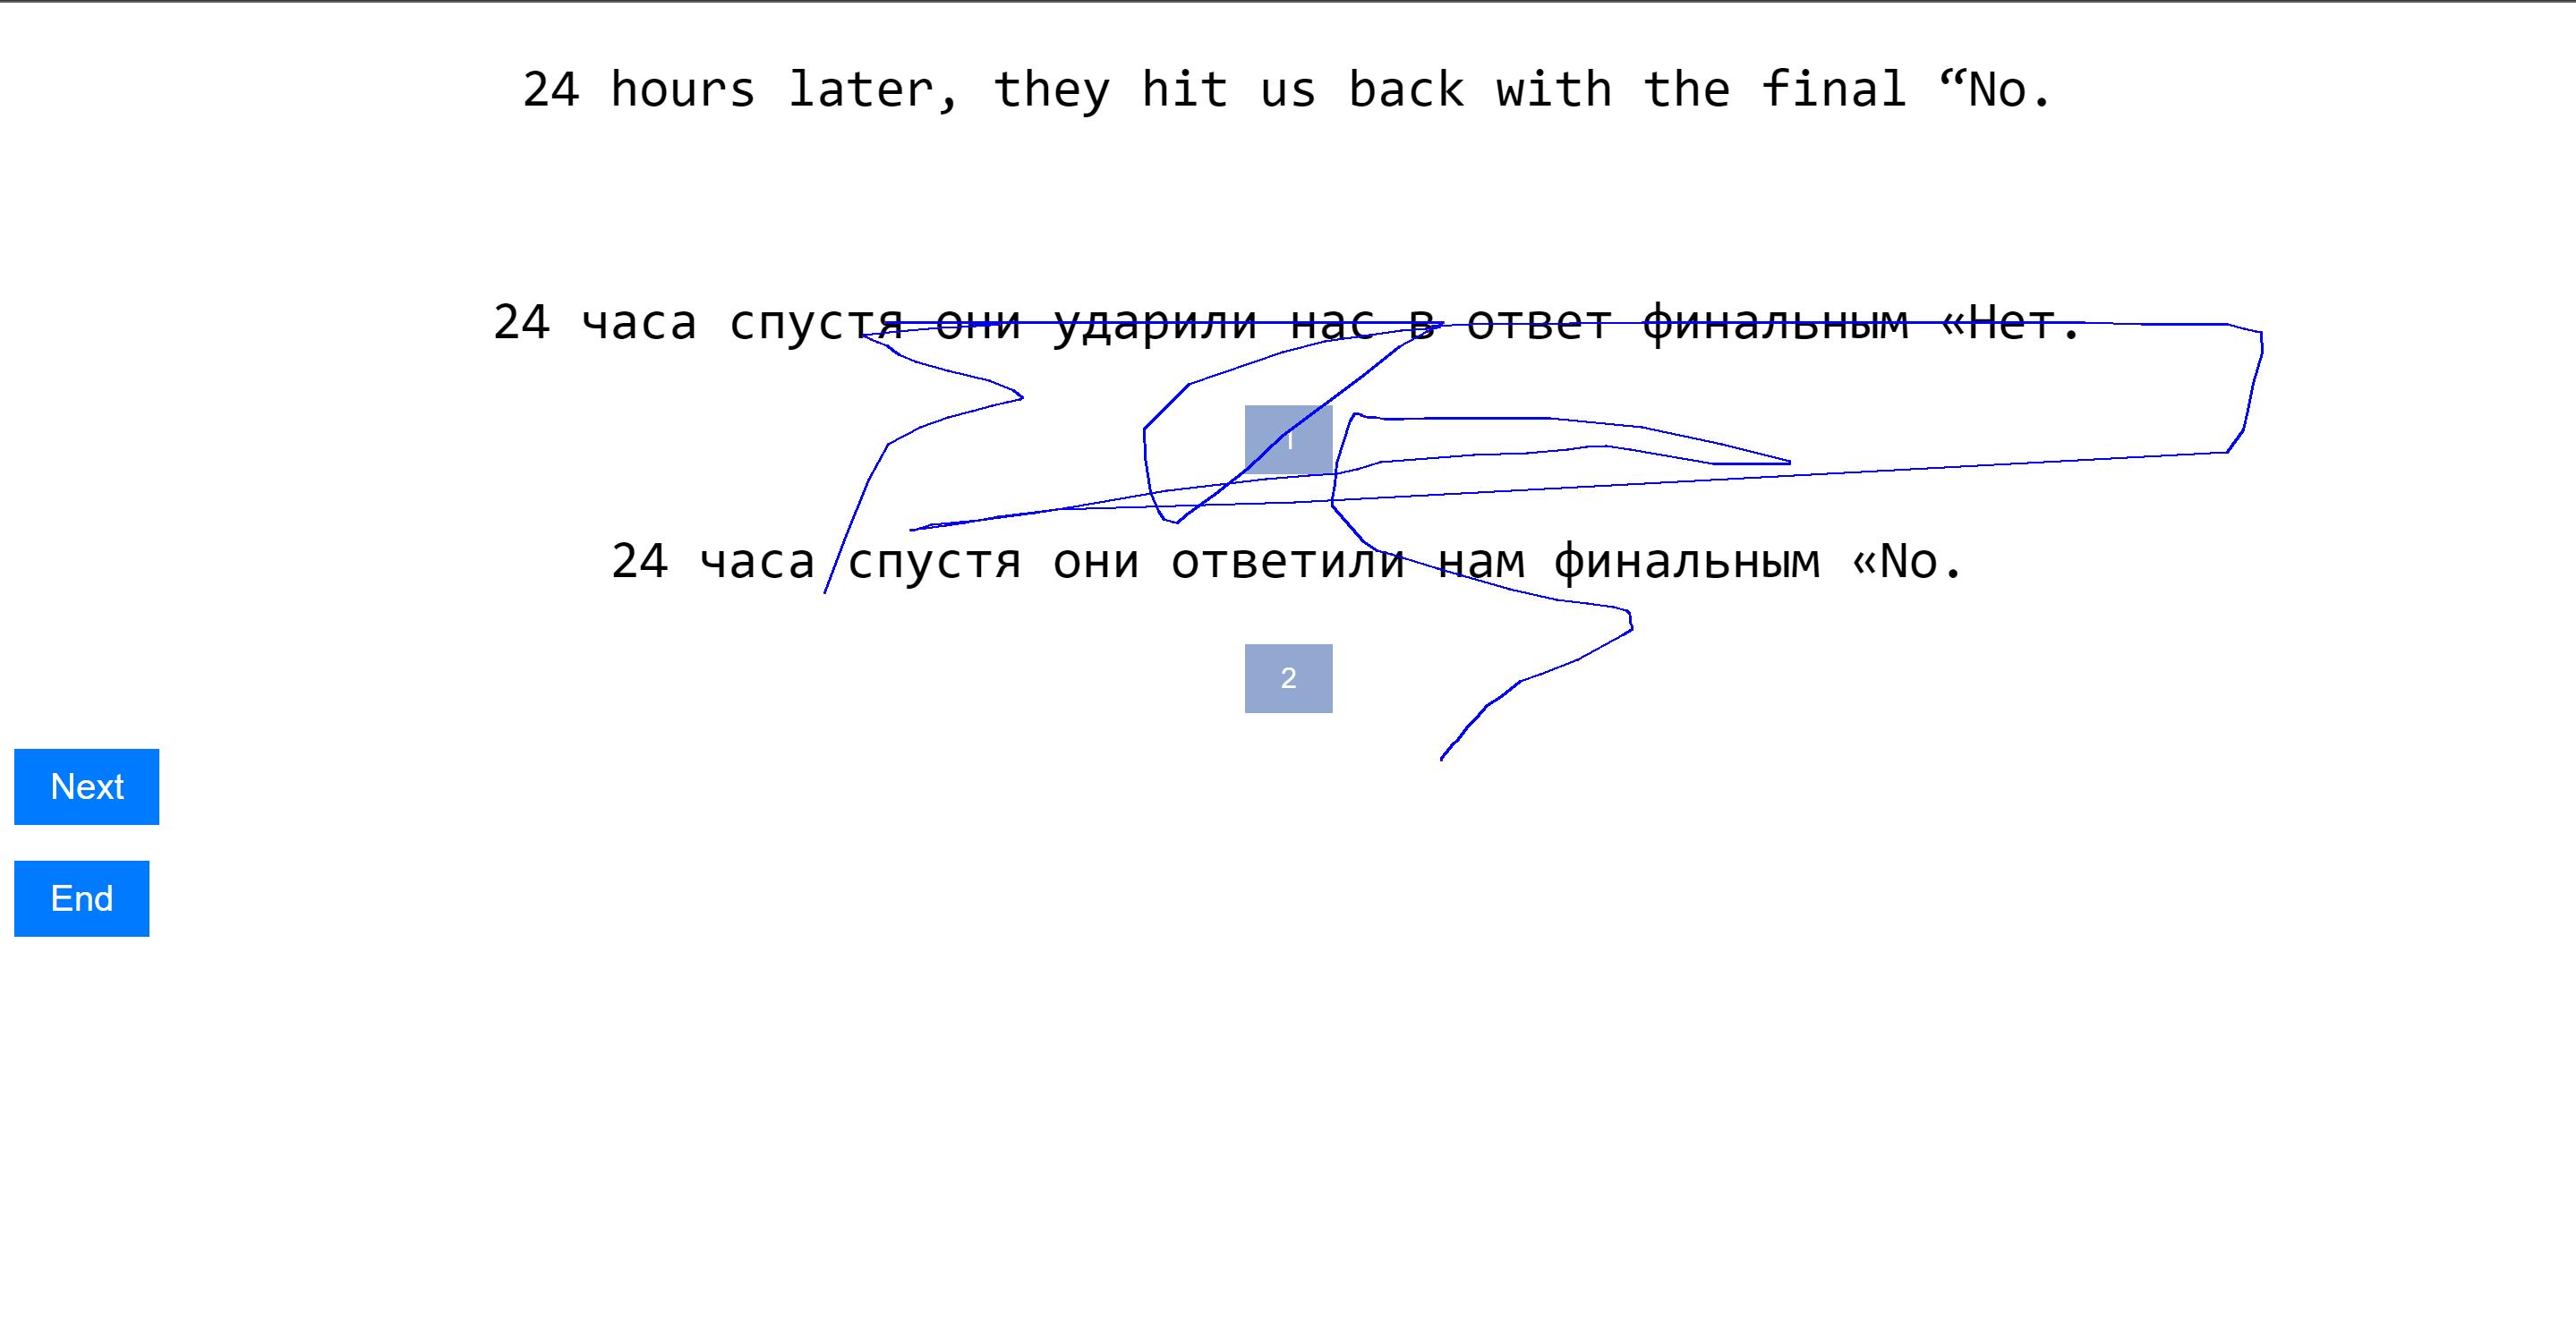 24 hours later, they hit us back with the final “No.
24 часа спустя они ударили нас в ответ финальным «Нет.
1
24 часа спустя они ответили нам финальным «No.
2
Next
End